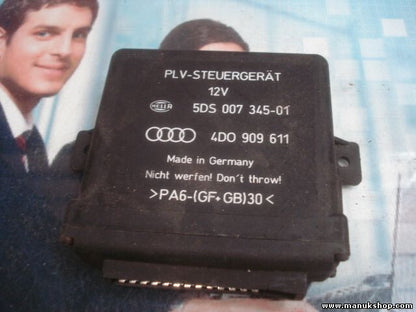 PLV-STEUERGERÄT
12V
HELLA 5DS 007 345-01
4D0 909 611
Made in Germany
Nicht werfen! Don't throw!
>PA6-(GF+GB)30<
www.manukshop.com